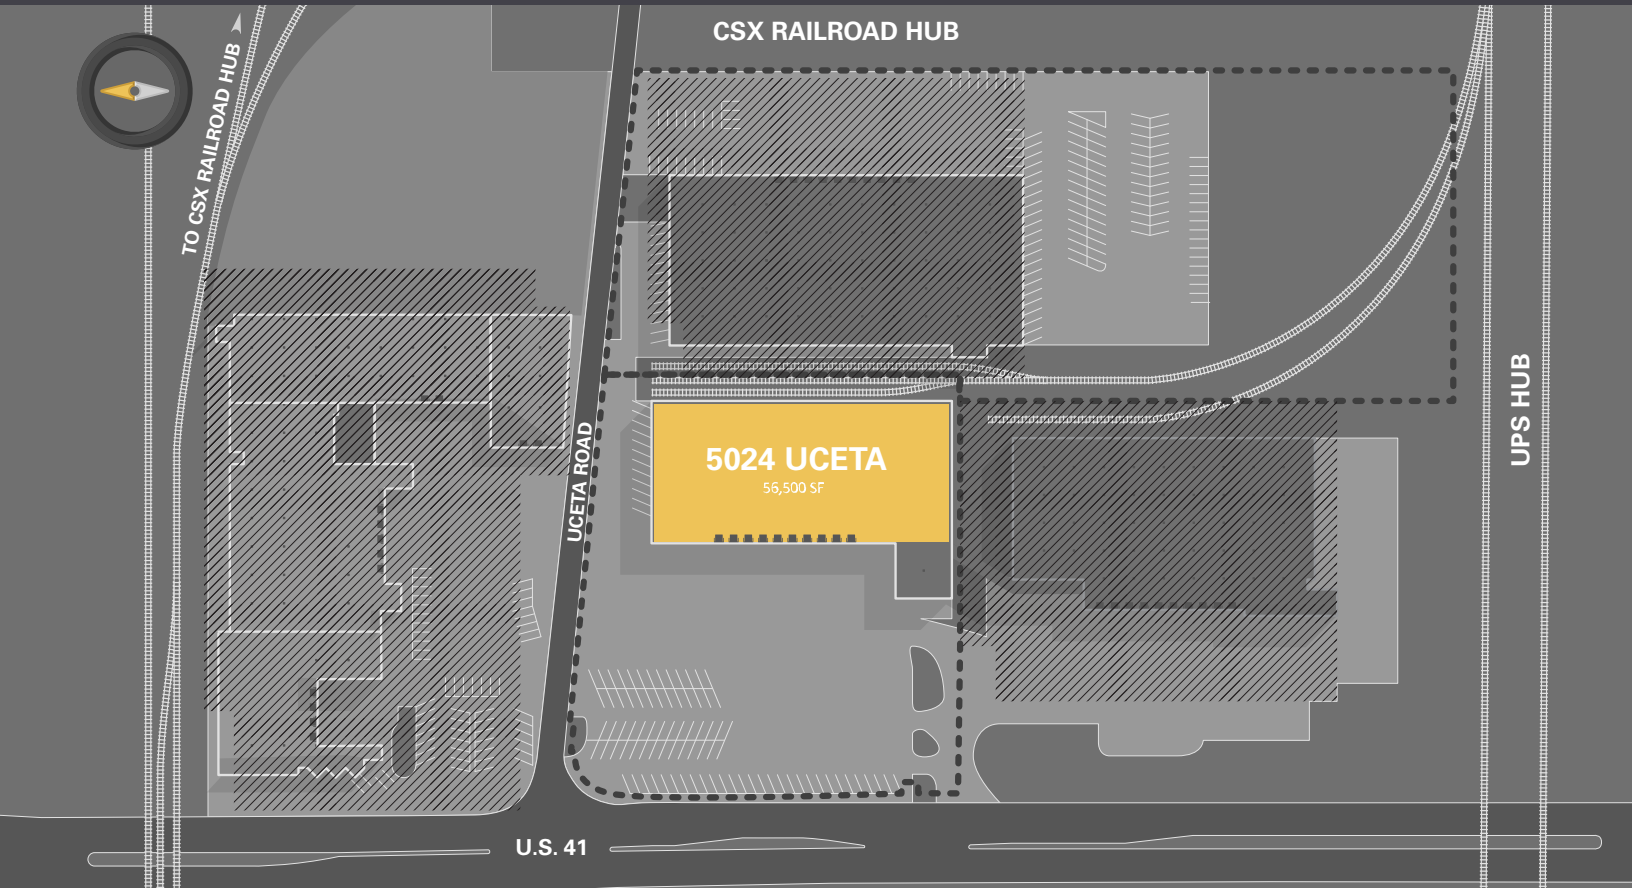 CSX RAILROAD HUB
TO CSX RAILROAD HUB
UPS HUB
UCETA ROAD
5024 UCETA
56,500 SF
U.S. 41